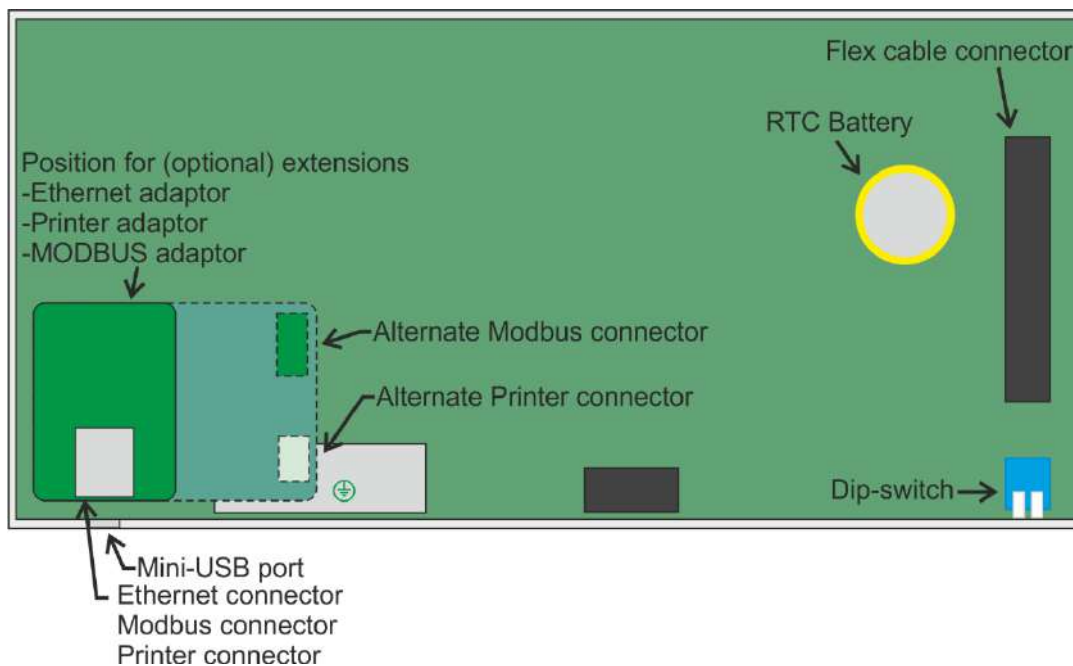 Flex cable connector
RTC Battery
Position for (optional) extensions
-Ethernet adaptor
-Printer adaptor
-MODBUS adaptor
Alternate Modbus connector
Alternate Printer connector
Dip-switch
Mini-USB port
Ethernet connector
Modbus connector
Printer connector